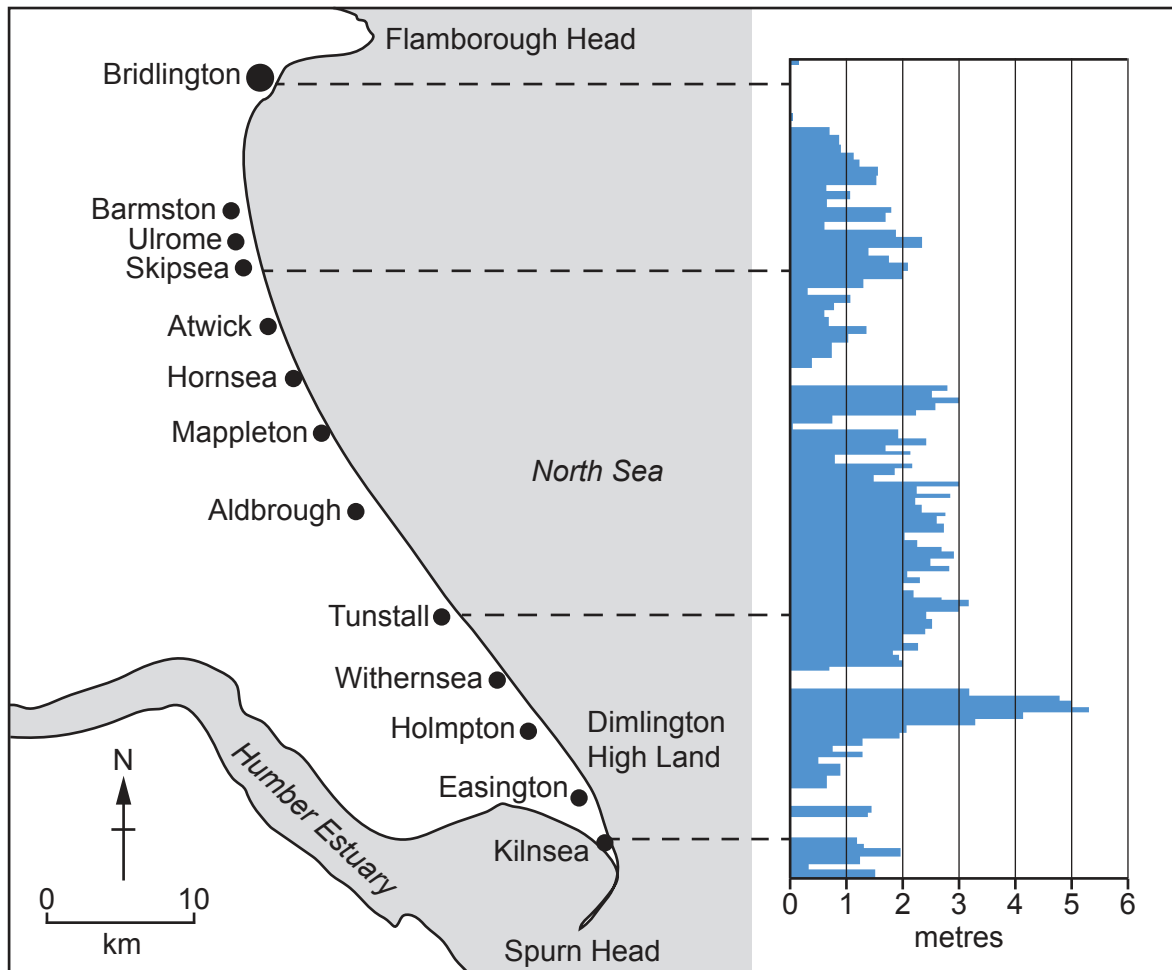 Flamborough Head
Bridlington
Barmston
Ulrome
Skipsea
Atwick
Hornsea
Mappleton
North Sea
Aldbrough
Tunstall
Withernsea
Holmpton
Dimlington
High Land
Easington
Kilnsea
Humber Estuary
Spurn Head
N
0 10
km
0 1 2 3 4 5 6
metres